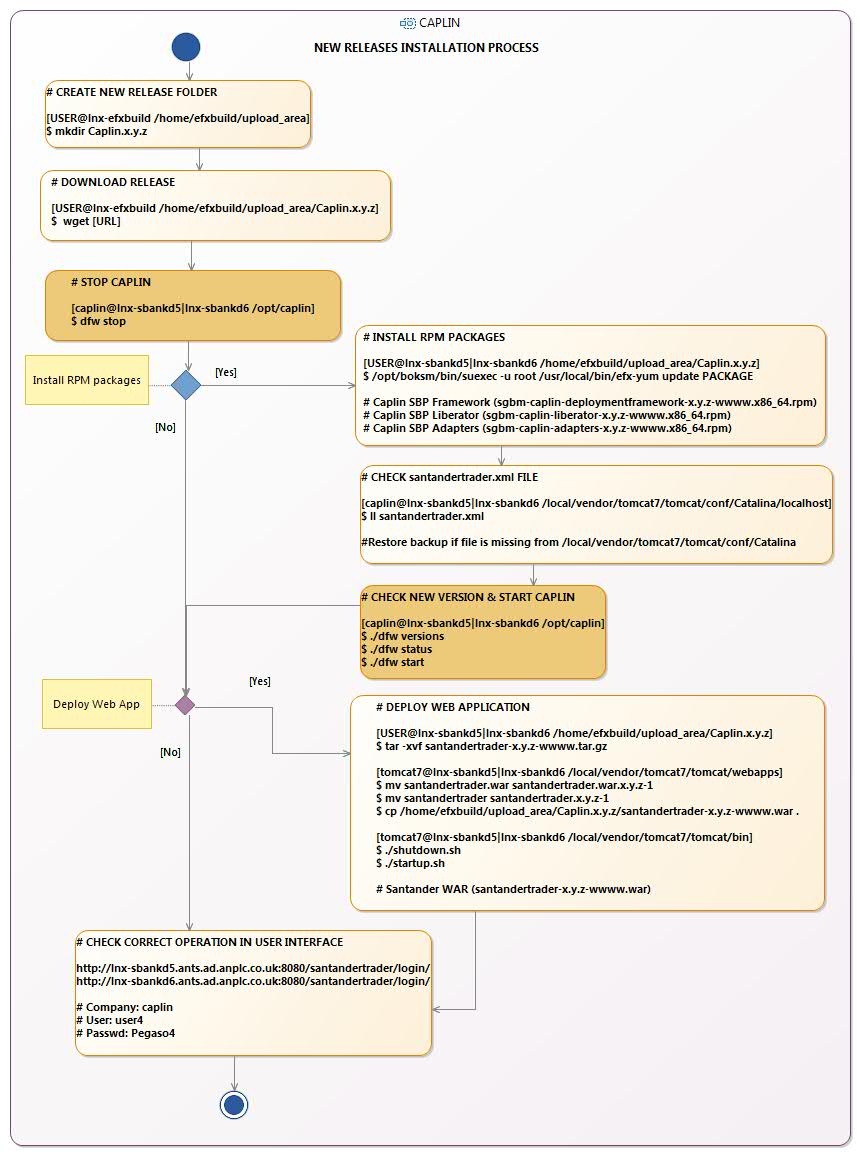 CAPLIN
NEW RELEASES INSTALLATION PROCESS
# CREATE NEW RELEASE FOLDER
[USER@lnx-efxbuild /home/efxbuild/upload_area]
$ mkdir Caplin.x.y.z
# DOWNLOAD RELEASE
[USER@lnx-efxbuild /home/efxbuild/upload_area/Caplin.x.y.z]
$ wget [URL]
# STOP CAPLIN
[caplin@lnx-sbankd5|lnx-sbankd6 /opt/caplin]
$ dfw stop
Install RPM packages
[Yes]
[No]
# INSTALL RPM PACKAGES
[USER@lnx-sbankd5|lnx-sbankd6 /home/efxbuild/upload_area/Caplin.x.y.z]
$ /opt/boksm/bin/suexec -u root /usr/local/bin/efx-yum update PACKAGE
# Caplin SBP Framework (sgbm-caplin-deploymentframework-x.y.z-wwww.x86_64.rpm)
# Caplin SBP Liberator (sgbm-caplin-liberator-x.y.z-wwww.x86_64.rpm)
# Caplin SBP Adapters (sgbm-caplin-adapters-x.y.z-wwww.x86_64.rpm)
# CHECK santandertrader.xml FILE
[caplin@lnx-sbankd5|lnx-sbankd6 /local/vendor/tomcat7/tomcat/conf/Catalina/localhost]
$ ll santandertrader.xml
#Restore backup if file is missing from /local/vendor/tomcat7/tomcat/conf/Catalina
# CHECK NEW VERSION & START CAPLIN
[caplin@lnx-sbankd5|lnx-sbankd6 /opt/caplin]
$ ./dfw versions
$ ./dfw status
$ ./dfw start
Deploy Web App
[Yes]
[No]
# DEPLOY WEB APPLICATION
[USER@lnx-sbankd5|lnx-sbankd6 /home/efxbuild/upload_area/Caplin.x.y.z]
$ tar -xvf santandertrader-x.y.z-wwww.tar.gz
[tomcat7@lnx-sbankd5|lnx-sbankd6 /local/vendor/tomcat7/tomcat/webapps]
$ mv santandertrader.war santandertrader.war.x.y.z-1
$ mv santandertrader santandertrader.x.y.z-1
$ cp /home/efxbuild/upload_area/Caplin.x.y.z/santandertrader-x.y.z-wwww.war .
[tomcat7@lnx-sbankd5|lnx-sbankd6 /local/vendor/tomcat7/tomcat/bin]
$ ./shutdown.sh
$ ./startup.sh
# Santander WAR (santandertrader-x.y.z-wwww.war)
# CHECK CORRECT OPERATION IN USER INTERFACE
http://lnx-sbankd5.ants.ad.anplc.co.uk:8080/santandertrader/login/
http://lnx-sbankd6.ants.ad.anplc.co.uk:8080/santandertrader/login/
# Company: caplin
# User: user4
# Passwd: Pegaso4